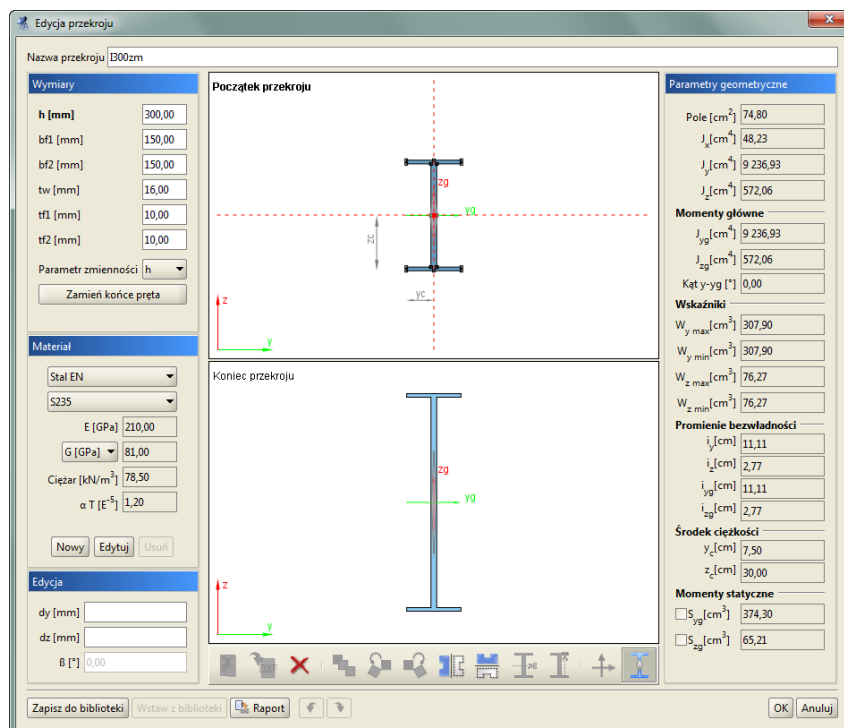 Edycja przekroju
Nazwa przekroju I300zm
Wymiary
h [mm] 300,00
bf1 [mm] 150,00
bf2 [mm] 150,00
tw [mm] 16,00
tf1 [mm] 10,00
tf2 [mm] 10,00
Parametr zmienności h
Zamień końce pręta
Materiał
Stal EN
S235
E [GPa] 210,00
G [GPa] 81,00
Ciężar [kN/m³] 78,50
α T [E⁻⁵] 1,20
Nowy Edytuj Usuń
Edycja
dy [mm]
dz [mm]
ß [°] 0,00
Początek przekroju
zg
yg
zc
yc
z
y
Koniec przekroju
zg
yg
z
y
DXF
Parametry geometryczne
Pole [cm²] 74,80
Jx[cm⁴] 48,23
Jy[cm⁴] 9 236,93
Jz[cm⁴] 572,06
Momenty główne
Jyg[cm⁴] 9 236,93
Jzg[cm⁴] 572,06
Kąt y-yg [°] 0,00
Wskaźniki
Wy max[cm³] 307,90
Wy min[cm³] 307,90
Wz max[cm³] 76,27
Wz min[cm³] 76,27
Promienie bezwładności
iy[cm] 11,11
iz[cm] 2,77
iyg[cm] 11,11
izg[cm] 2,77
Środek ciężkości
yc[cm] 7,50
zc[cm] 30,00
Momenty statyczne
Syg[cm³] 374,30
Szg[cm³] 65,21
Zapisz do biblioteki Wstaw z biblioteki Raport OK Anuluj